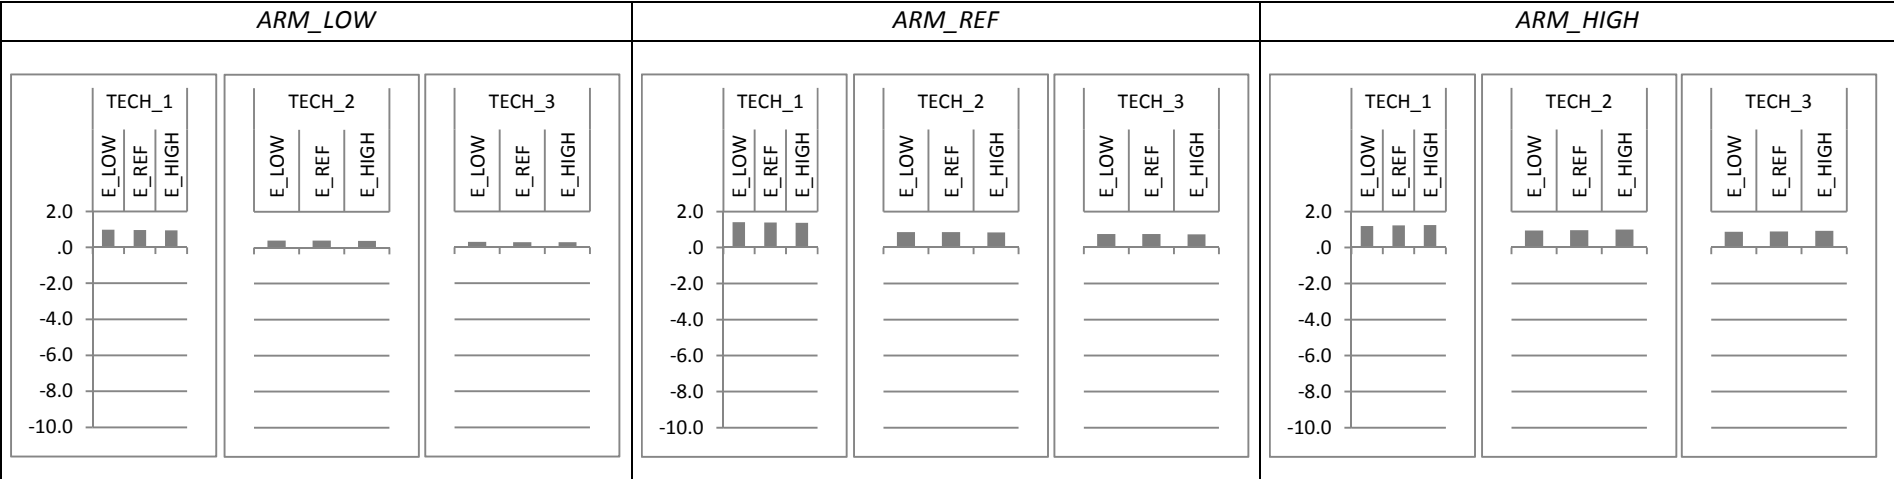 ARM_LOW ARM_REF ARM_HIGH
TECH_1 TECH_2 TECH_3 TECH_1 TECH_2 TECH_3 TECH_1 TECH_2 TECH_3
E_LOW E_REF E_HIGH E_LOW E_REF E_HIGH E_LOW E_REF E_HIGH E_LOW E_REF E_HIGH E_LOW E_REF E_HIGH E_LOW E_REF E_HIGH E_LOW E_REF E_HIGH E_LOW E_REF E_HIGH E_LOW E_REF E_HIGH
2.0 2.0 2.0
.0 .0 .0
-2.0 -2.0 -2.0
-4.0 -4.0 -4.0
-6.0 -6.0 -6.0
-8.0 -8.0 -8.0
-10.0 -10.0 -10.0